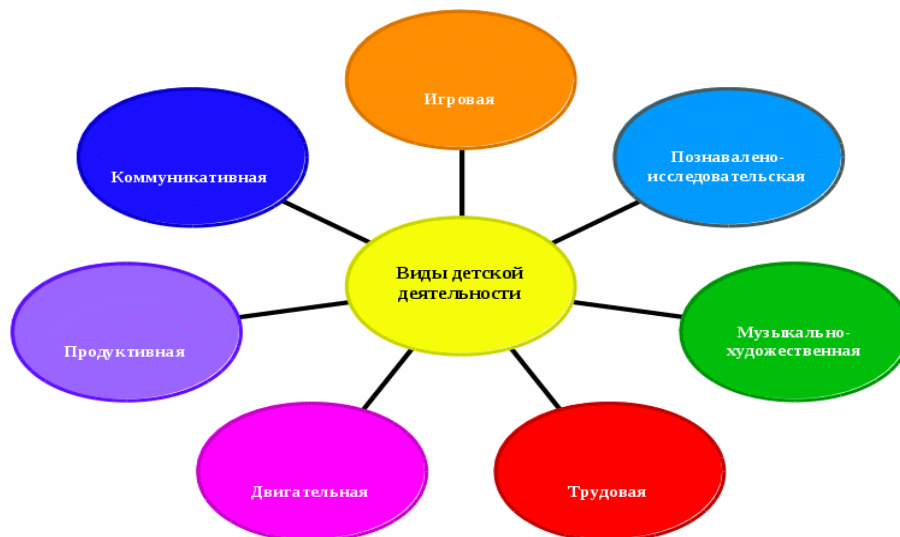 Игровая
Познавалено-
исследовательская
Музыкально-
художественная
Трудовая
Двигательная
Продуктивная
Коммуникативная
Виды детской
деятельности